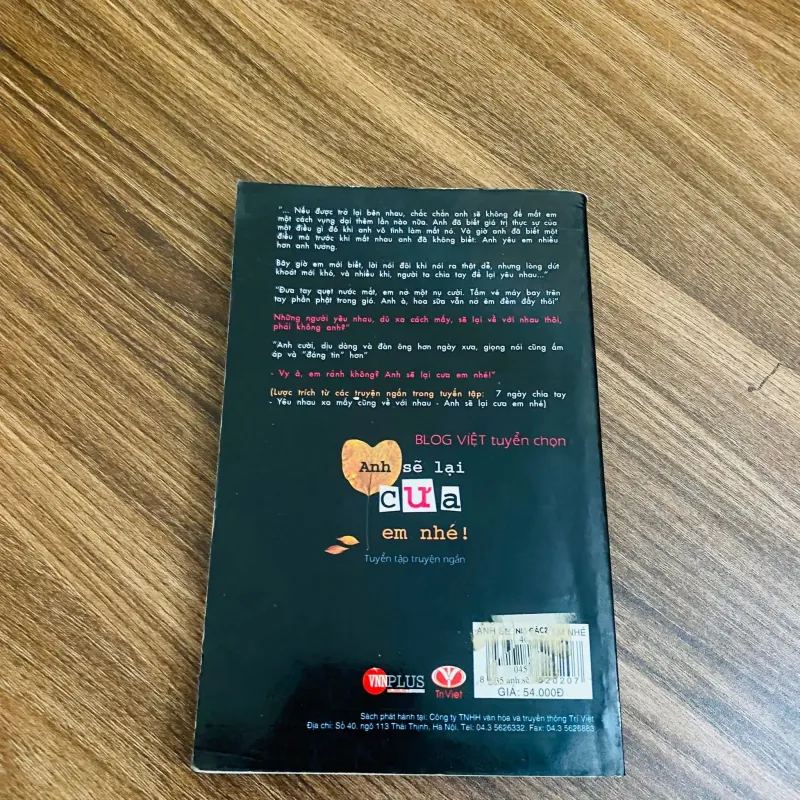 "... Nếu được trở lại bên nhau, chắc chắn anh sẽ không để mất em
một cách vụng dại thêm lần nào nữa. Anh đã biết giá trị thực sự của
một điều gì đó khi anh vô tình làm mất nó. Và giờ anh đã biết một
điều mà trước khi mất nhau anh đã không biết: Anh yêu em nhiều
hơn anh tưởng.
Bây giờ em mới biết, lời nói đôi khi nói ra thật dễ, nhưng lòng dứt
khoát mới khó, và nhiều khi, người ta chia tay để lại yêu nhau..."
"Đưa tay quẹt nước mắt, em nở một nụ cười. Tấm vé máy bay trên
tay phần phật trong gió. Anh à, hoa sữa vẫn nở êm đềm đấy thôi"
Những người yêu nhau, dù xa cách mấy, sẽ lại về với nhau thôi,
phải không anh?"
"Anh cười, dịu dàng và đàn ông hơn ngày xưa, giọng nói cũng ấm
áp và "đáng tin" hơn"
- Vy à, em rảnh không? Anh sẽ lại cưa em nhé!"
(Lược trích từ các truyện ngắn trong tuyển tập: 7 ngày chia tay
- Yêu nhau xa mấy cũng về với nhau - Anh sẽ lại cưa em nhé)
BLOG VIỆT tuyển chọn
Anh sẽ lại
cưa
em nhé!
Tuyển tập truyện ngắn
NHÉ
VNNPLUS
Trí Việt
GIÁ: 54.000Đ
Sách phát hành tại: Công ty TNHH văn hóa và truyền thông Trí Việt
Địa chỉ: Số 40, ngõ 113 Thái Thịnh, Hà Nội. Tel: 04.3 5626332, Fax: 04.3 5626883